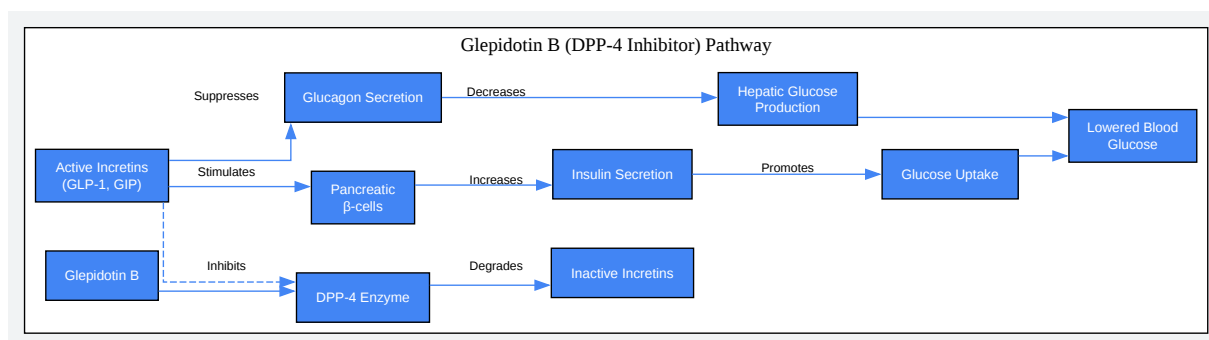 Glepidotin B (DPP-4 Inhibitor) Pathway
Suppresses
Glucagon Secretion
Decreases
Hepatic Glucose
Production
Lowered Blood
Glucose
Active Incretins
(GLP-1, GIP)
Stimulates
Pancreatic
β-cells
Increases
Insulin Secretion
Promotes
Glucose Uptake
Glepidotin B
Inhibits
DPP-4 Enzyme
Degrades
Inactive Incretins